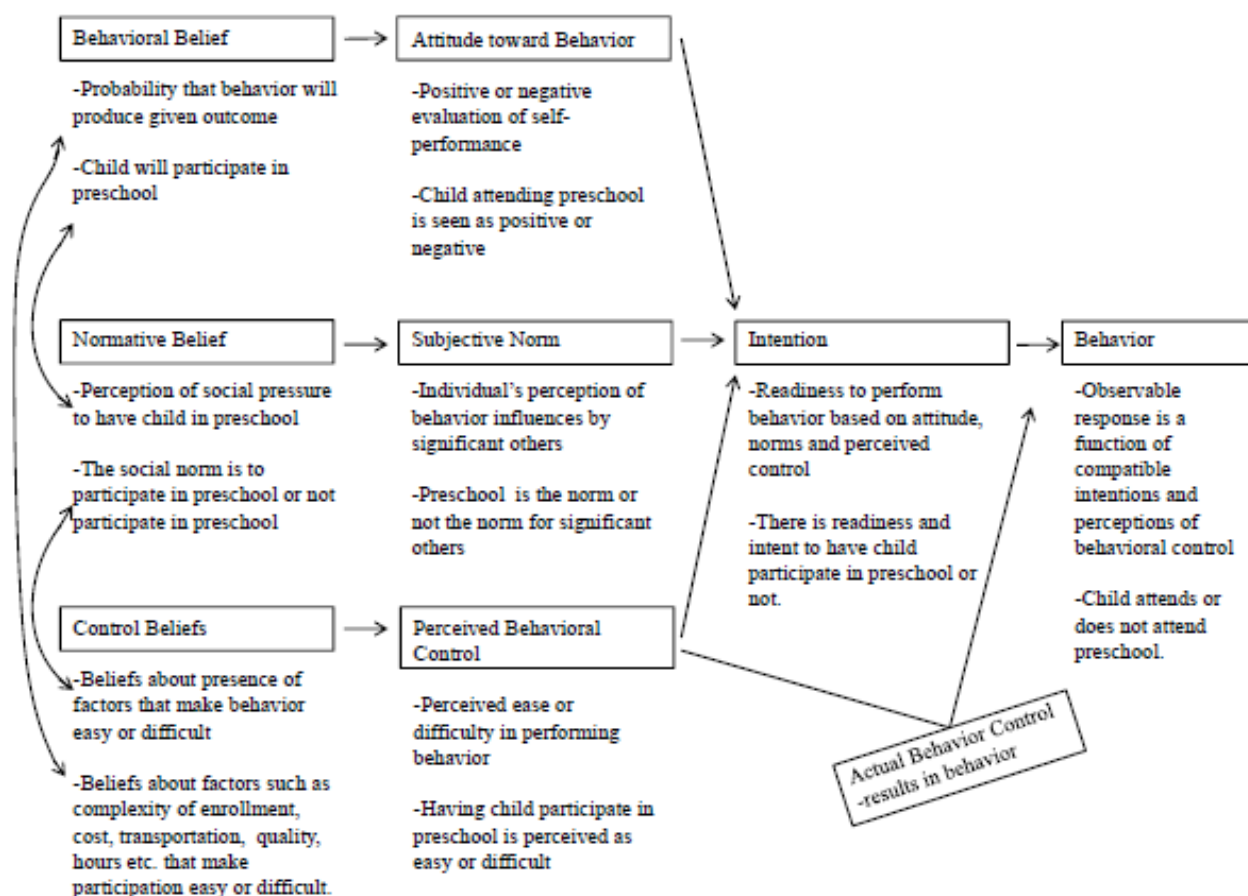 Behavioral Belief
-Probability that behavior will
produce given outcome
-Child will participate in
preschool
Attitude toward Behavior
-Positive or negative
evaluation of self-
performance
-Child attending preschool
is seen as positive or
negative
Normative Belief
-Perception of social pressure
to have child in preschool
-The social norm is to
participate in preschool or not
participate in preschool
Subjective Norm
-Individual's perception of
behavior influences by
significant others
-Preschool is the norm or
not the norm for significant
others
Intention
-Readiness to perform
behavior based on attitude,
norms and perceived
control
-There is readiness and
intent to have child
participate in preschool or
not.
Behavior
-Observable
response is a
function of
compatible
intentions and
perceptions of
behavioral control
-Child attends or
does not attend
preschool.
Control Beliefs
-Beliefs about presence of
factors that make behavior
easy or difficult
-Beliefs about factors such as
complexity of enrollment,
cost, transportation, quality,
hours etc. that make
participation easy or difficult.
Perceived Behavioral
Control
-Perceived ease or
difficulty in performing
behavior
-Having child participate in
preschool is perceived as
easy or difficult
Actual Behavior Control
-results in behavior